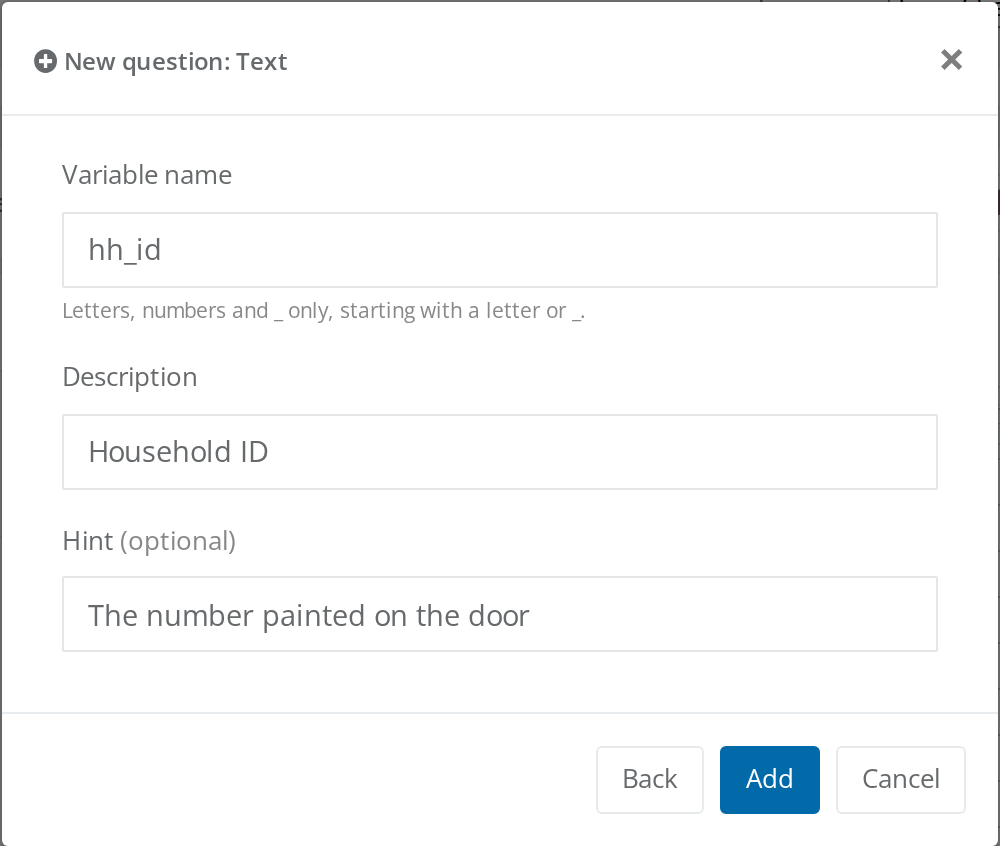 New question: Text
Variable name
hh_id
Letters, numbers and _ only, starting with a letter or _.
Description
Household ID
Hint (optional)
The number painted on the door
Back Add Cancel